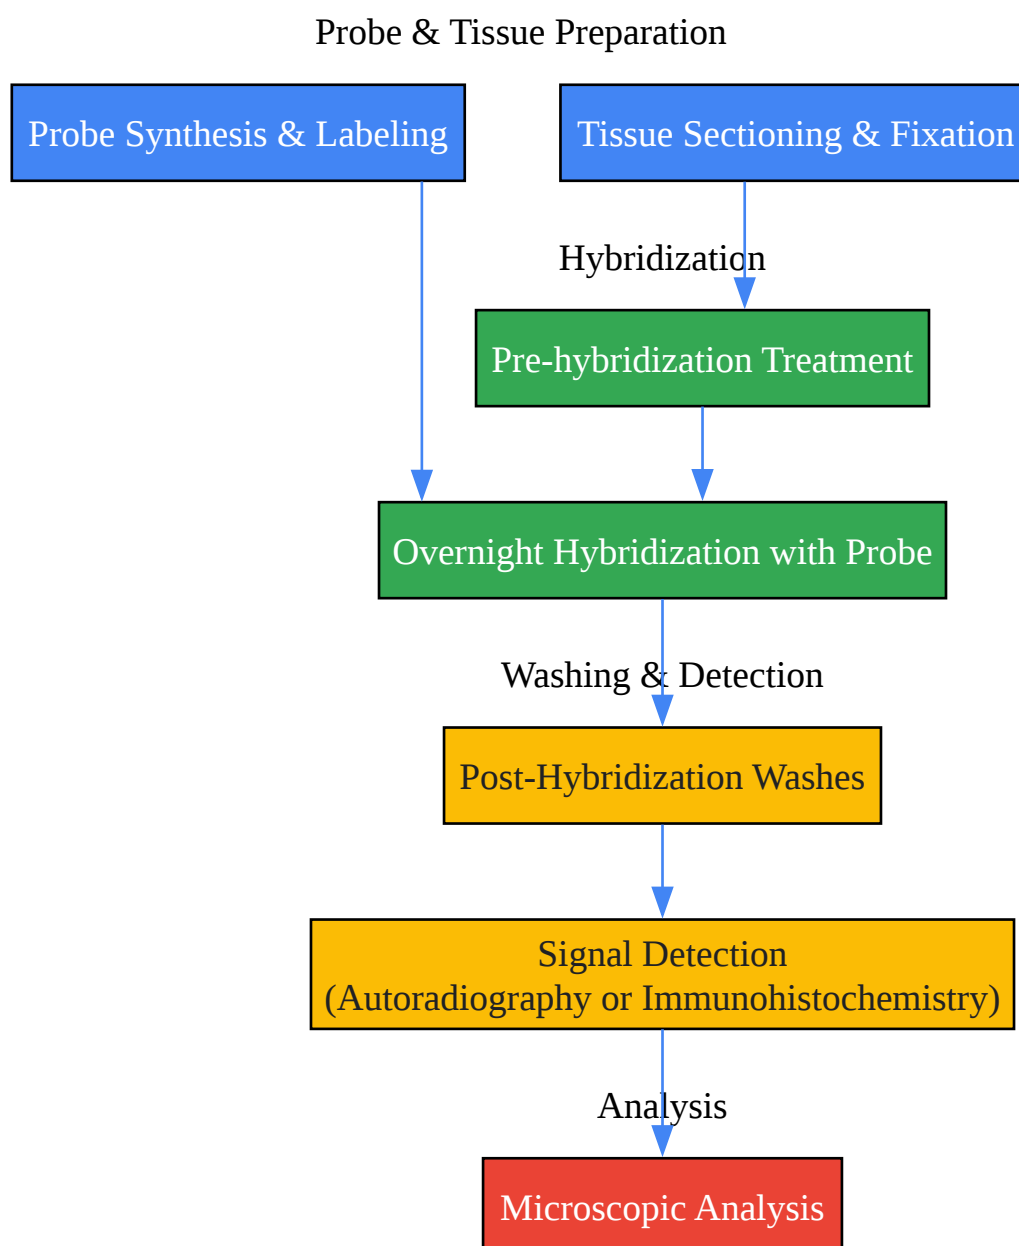 Probe & Tissue Preparation
Probe Synthesis & Labeling
Tissue Sectioning & Fixation
Hybridization
Pre-hybridization Treatment
Overnight Hybridization with Probe
Washing & Detection
Post-Hybridization Washes
Signal Detection
(Autoradiography or Immunohistochemistry)
Analysis
Microscopic Analysis